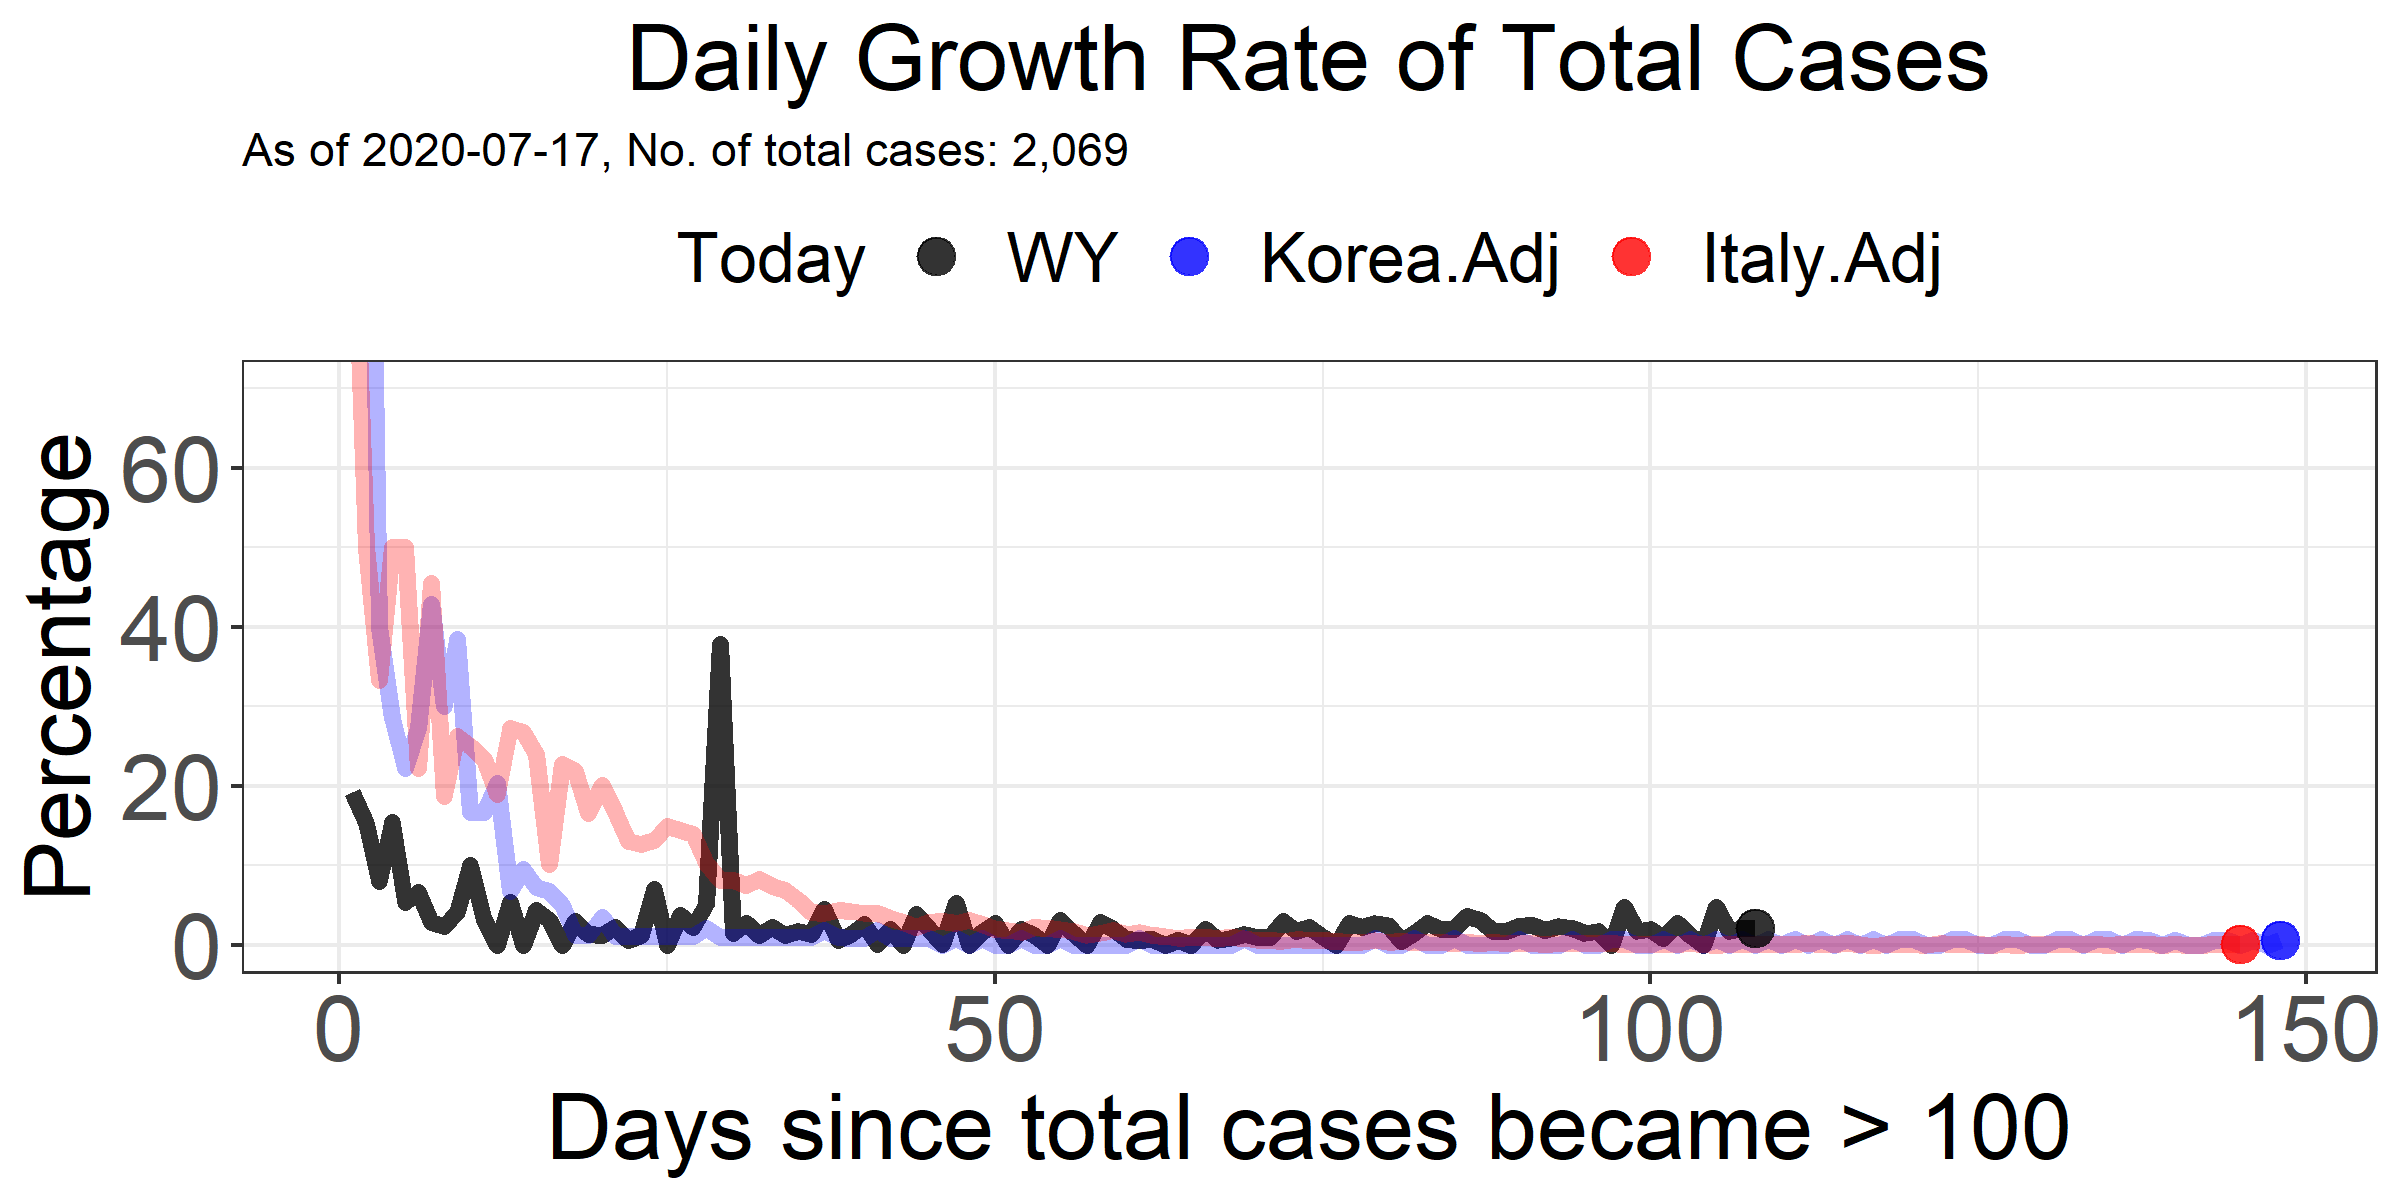 Daily Growth Rate of Total Cases
As of 2020-07-17, No. of total cases: 2,069
Today WY Korea.Adj Italy.Adj
Percentage
60
40
20
0
0 50 100 150
Days since total cases became > 100